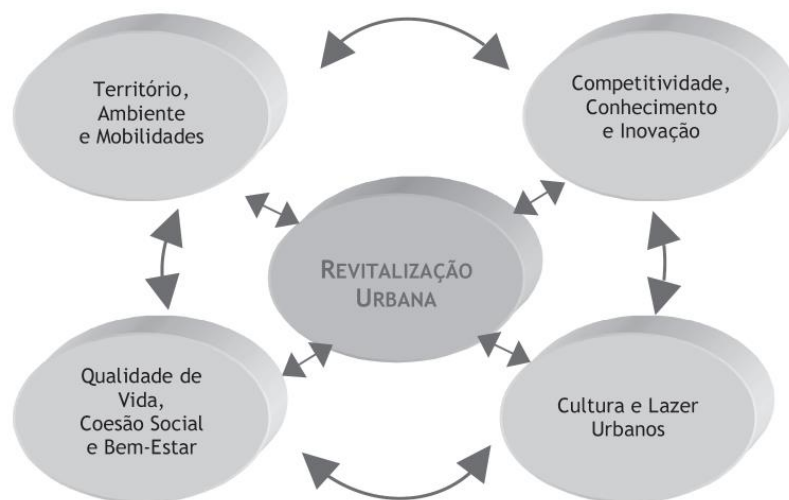 Território,
Ambiente
e Mobilidades
Competitividade,
Conhecimento
e Inovação
REVITALIZAÇÃO
URBANA
Qualidade de
Vida,
Coesão Social
e Bem-Estar
Cultura e Lazer
Urbanos